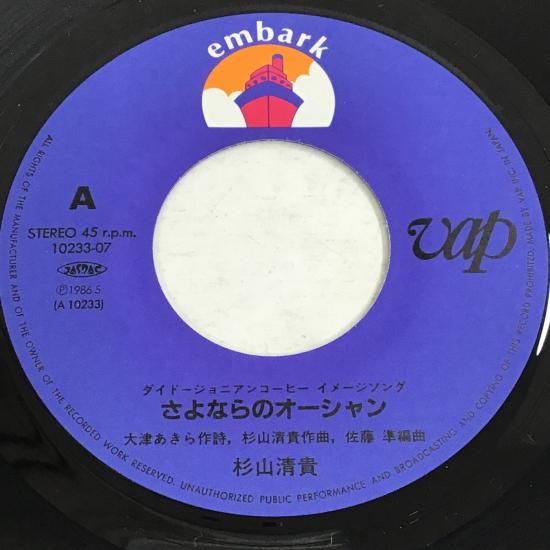 embark
A
STEREO 45 r.p.m.
10233-07
JASRAC
Ⓟ1986.5
(A 10233)
vap
ダイドージョニアンコーヒー イメージソング
さよならのオーシャン
大津あきら作詩, 杉山清貴作曲, 佐藤 準編曲
杉山清貴
ALL RIGHTS OF THE MANUFACTURER AND OF THE OWNER OF THE RECORDED WORK RESERVED. UNAUTHORIZED PUBLIC PERFORMANCE AND BROADCASTING AND COPYING OF THIS RECORD PROHIBITED. MADE BY VAP INC. IN JAPAN.